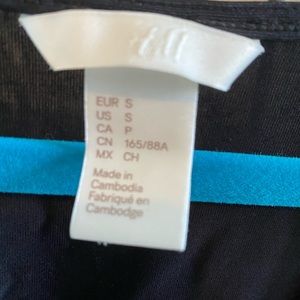 H&M
EUR S
US S
CA P
CN 165/88A
MX CH
Made in
Cambodia
Fabriqué en
Cambodge